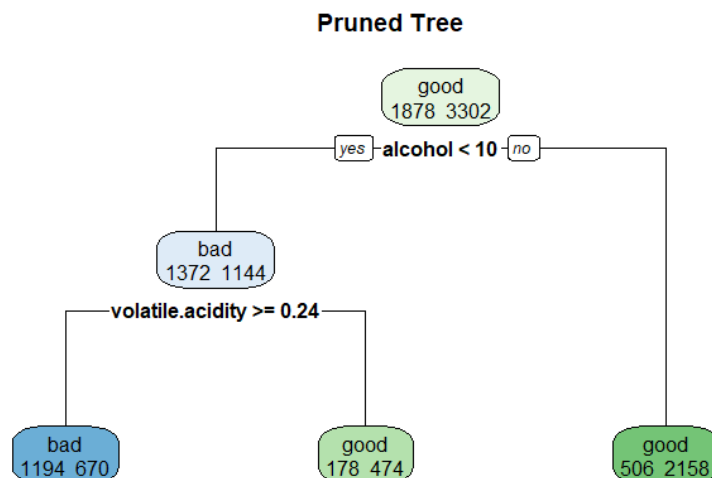 Pruned Tree
good
1878 3302
yes alcohol < 10 no
bad
1372 1144
volatile.acidity >= 0.24
bad
1194 670
good
178 474
good
506 2158